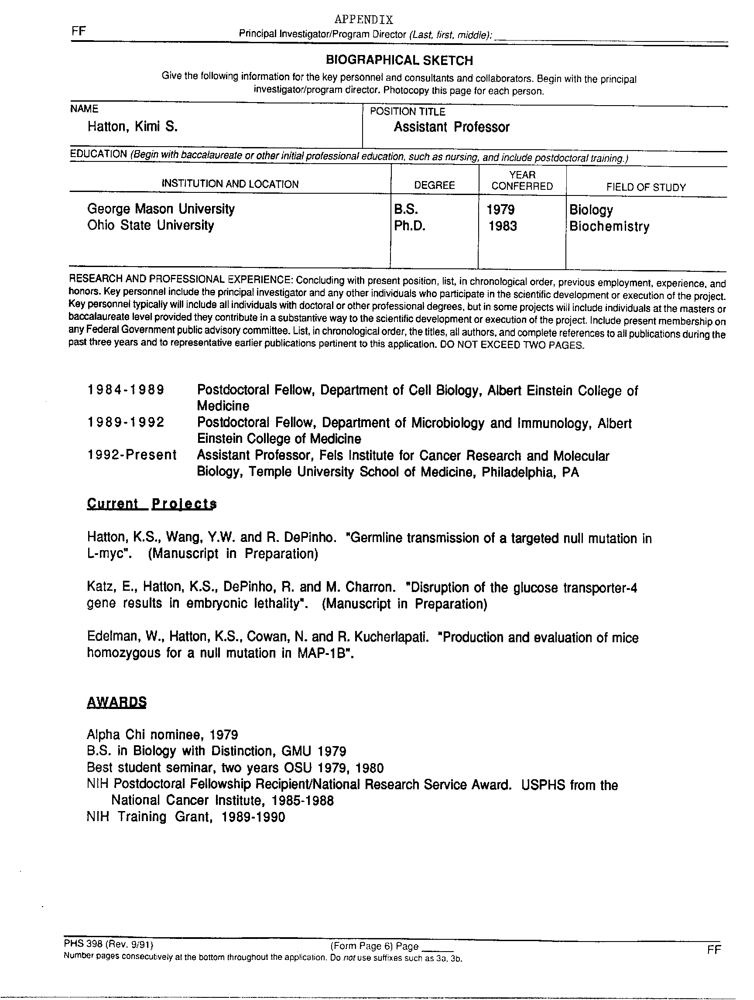 APPENDIX
FF
Principal Investigator/Program Director (Last, first, middle):
BIOGRAPHICAL SKETCH
Give the following information for the key personnel and consultants and collaborators. Begin with the principal
investigator/program director. Photocopy this page for each person.
NAME
POSITION TITLE
Hatton, Kimi S.
Assistant Professor
EDUCATION (Begin with baccalaureate or other initial professional education, such as nursing, and include postdoctoral training.)
INSTITUTION AND LOCATION
DEGREE
YEAR
CONFERRED
FIELD OF STUDY
George Mason University B.S. 1979 Biology
Ohio State University Ph.D. 1983 Biochemistry
RESEARCH AND PROFESSIONAL EXPERIENCE: Concluding with present position, list, in chronological order, previous employment, experience, and
honors. Key personnel include the principal investigator and any other individuals who participate in the scientific development or execution of the project.
Key personnel typically will include all individuals with doctoral or other professional degrees, but in some projects will include individuals at the masters or
baccalaureate level provided they contribute in a substantive way to the scientific development or execution of the project. Include present membership on
any Federal Government public advisory committee. List, in chronological order, the titles, all authors, and complete references to all publications during the
past three years and to representative earlier publications pertinent to this application. DO NOT EXCEED TWO PAGES.
1984-1989 Postdoctoral Fellow, Department of Cell Biology, Albert Einstein College of
Medicine
1989-1992 Postdoctoral Fellow, Department of Microbiology and Immunology, Albert
Einstein College of Medicine
1992-Present Assistant Professor, Fels Institute for Cancer Research and Molecular
Biology, Temple University School of Medicine, Philadelphia, PA
Current Projects
Hatton, K.S., Wang, Y.W. and R. DePinho. "Germline transmission of a targeted null mutation in
L-myc". (Manuscript in Preparation)
Katz, E., Hatton, K.S., DePinho, R. and M. Charron. "Disruption of the glucose transporter-4
gene results in embryonic lethality". (Manuscript in Preparation)
Edelman, W., Hatton, K.S., Cowan, N. and R. Kucherlapati. "Production and evaluation of mice
homozygous for a null mutation in MAP-1B".
AWARDS
Alpha Chi nominee, 1979
B.S. in Biology with Distinction, GMU 1979
Best student seminar, two years OSU 1979, 1980
NIH Postdoctoral Fellowship Recipient/National Research Service Award. USPHS from the
National Cancer Institute, 1985-1988
NIH Training Grant, 1989-1990
PHS 398 (Rev. 9/91) (Form Page 6) Page
FF
Number pages consecutively at the bottom throughout the application. Do not use suffixes such as 3a, 3b.